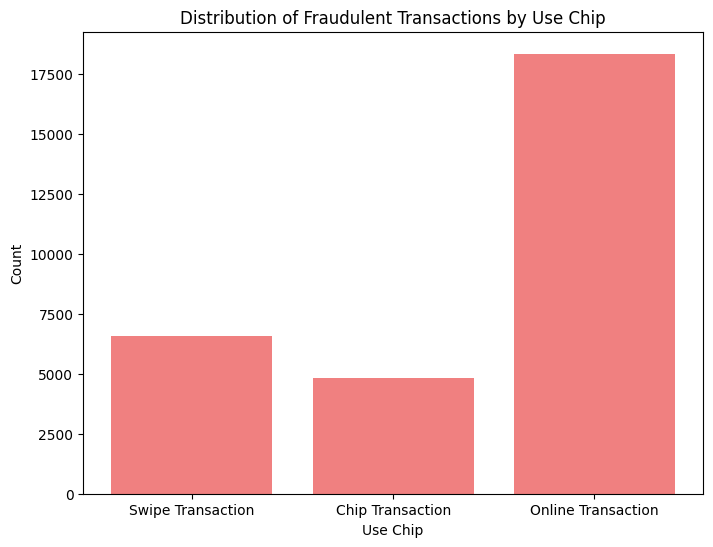 Distribution of Fraudulent Transactions by Use Chip
Count
17500
15000
12500
10000
7500
5000
2500
0
Swipe Transaction
Chip Transaction
Online Transaction
Use Chip